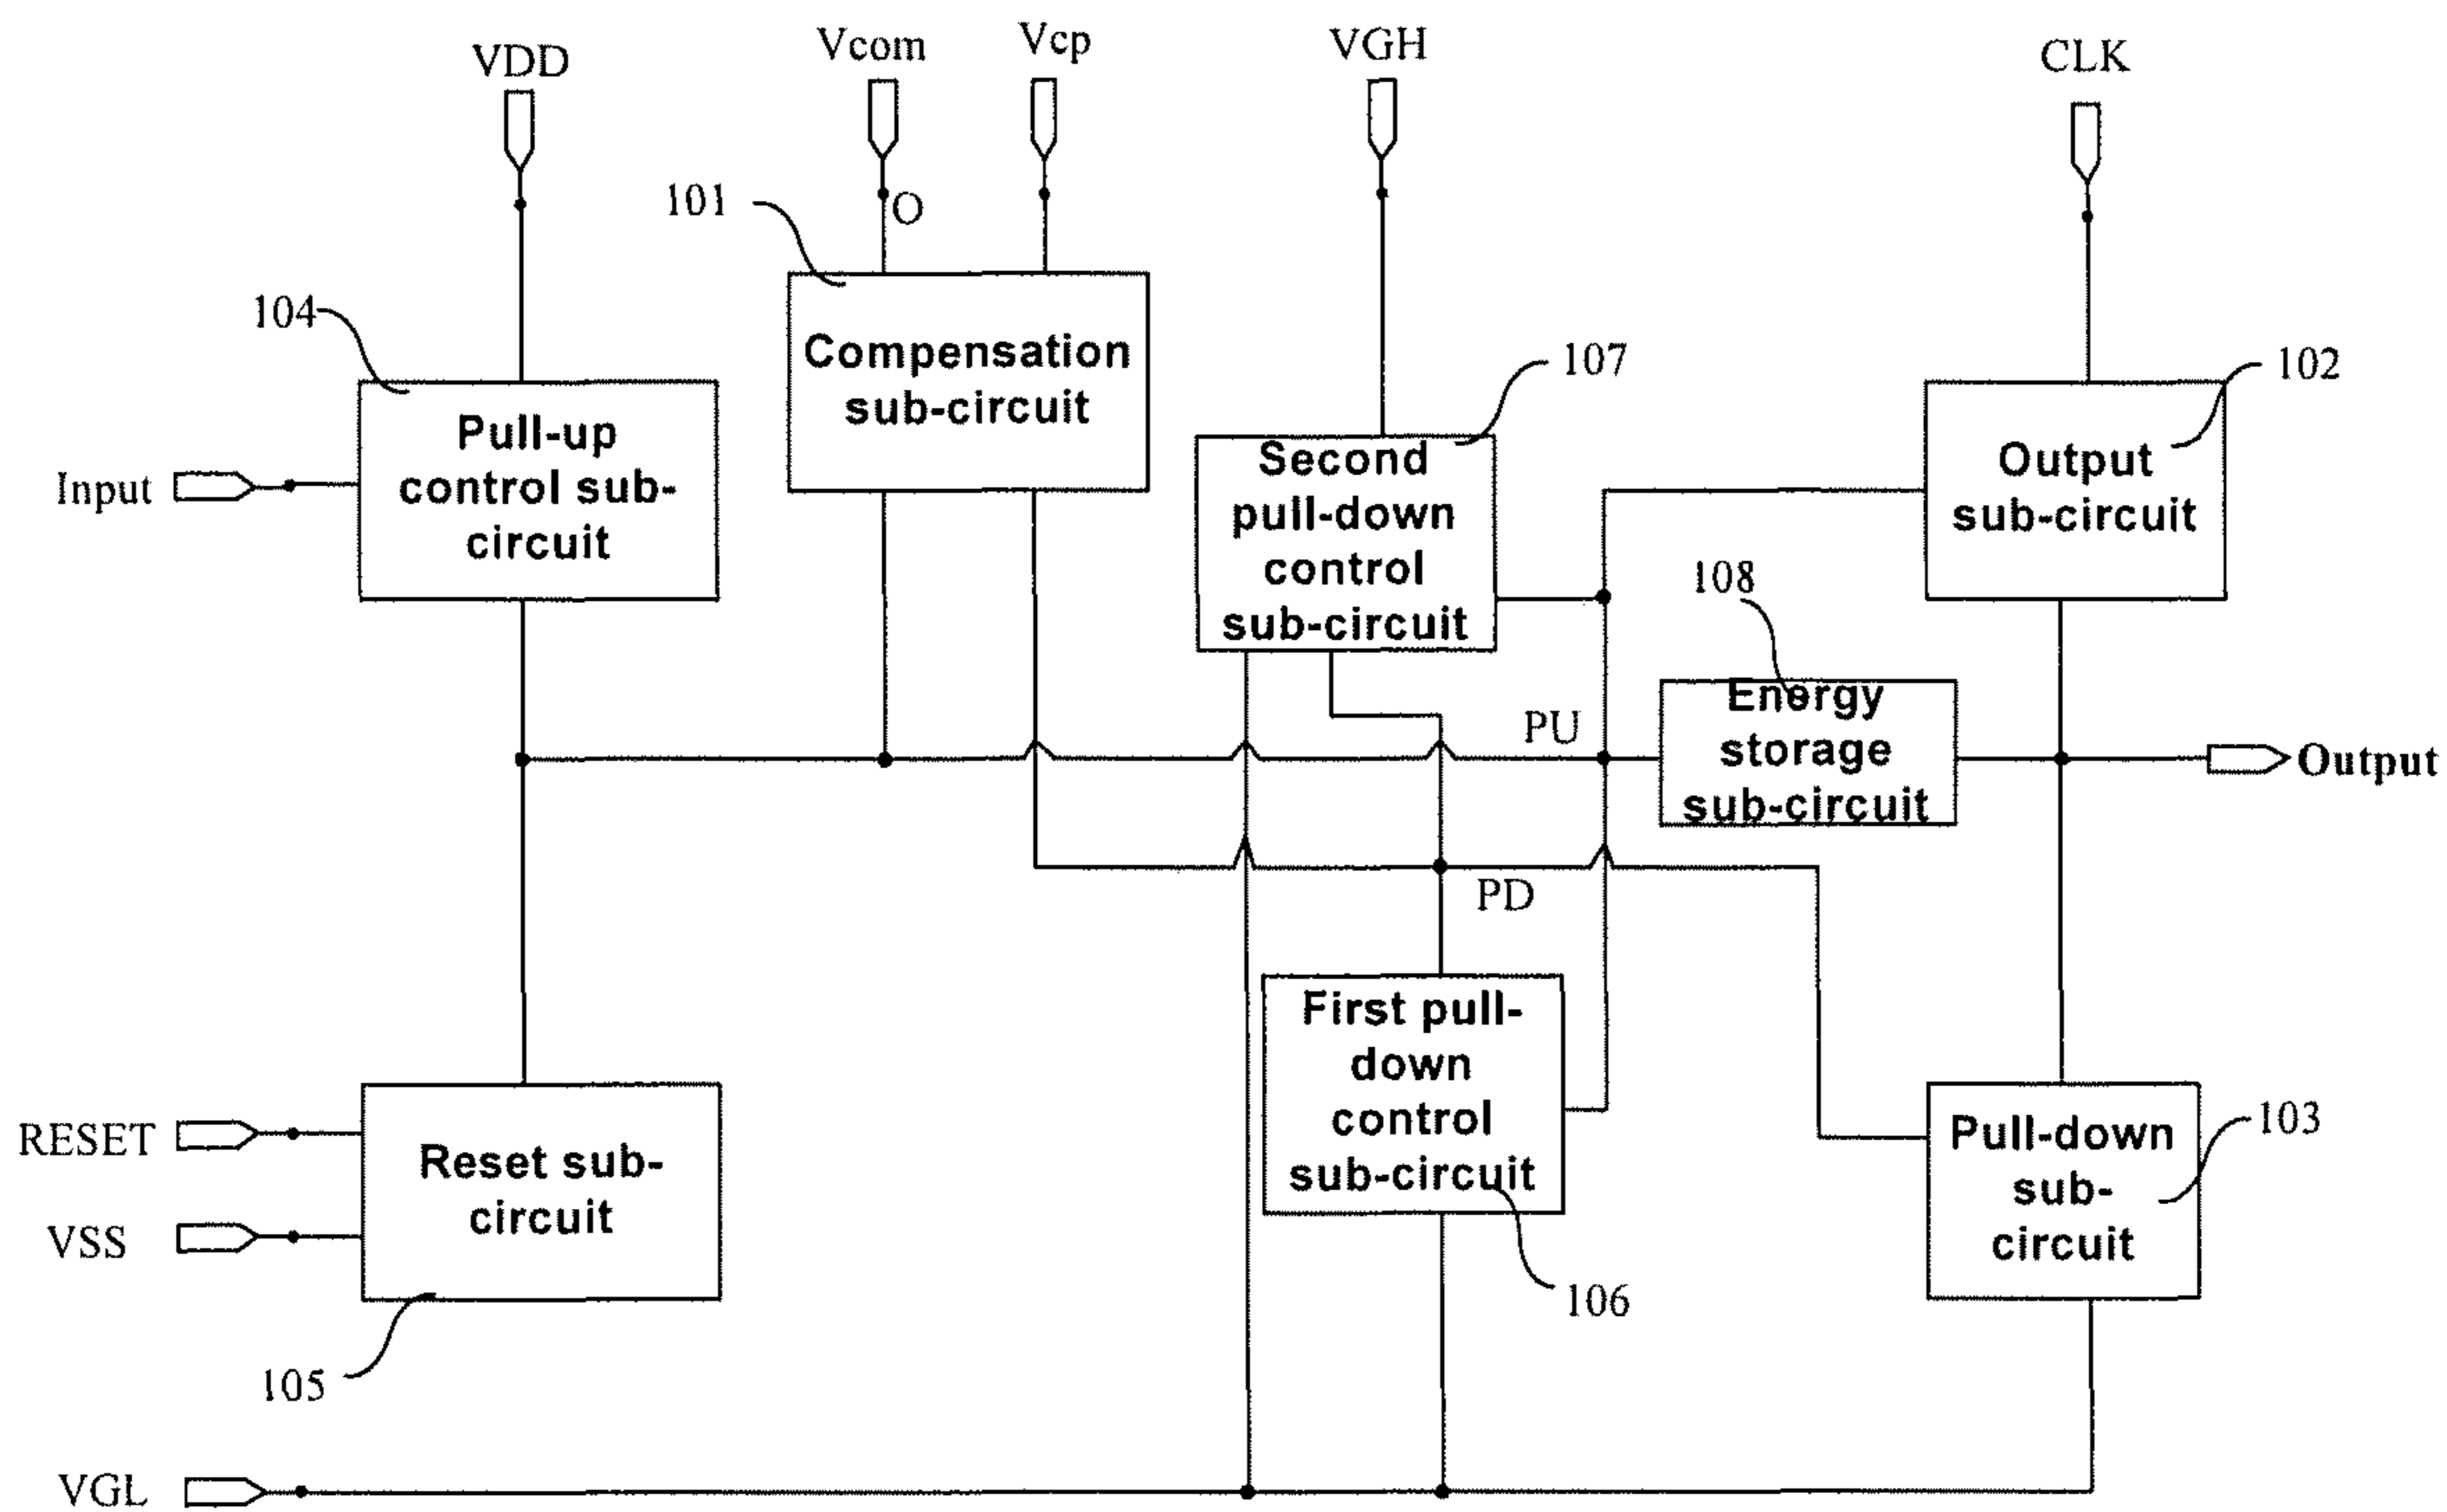 VDD
Vcom
Vcp
VGH
CLK
O
101
104
Compensation
sub-circuit
107
102
Pull-up
control sub-
circuit
Input
Second
pull-down
control
sub-circuit
Output
sub-circuit
108
Energy
storage
sub-circuit
PU
Output
PD
First pull-
down
control
sub-circuit
RESET
VSS
Reset sub-
circuit
Pull-down
sub-
circuit
103
106
105
VGL